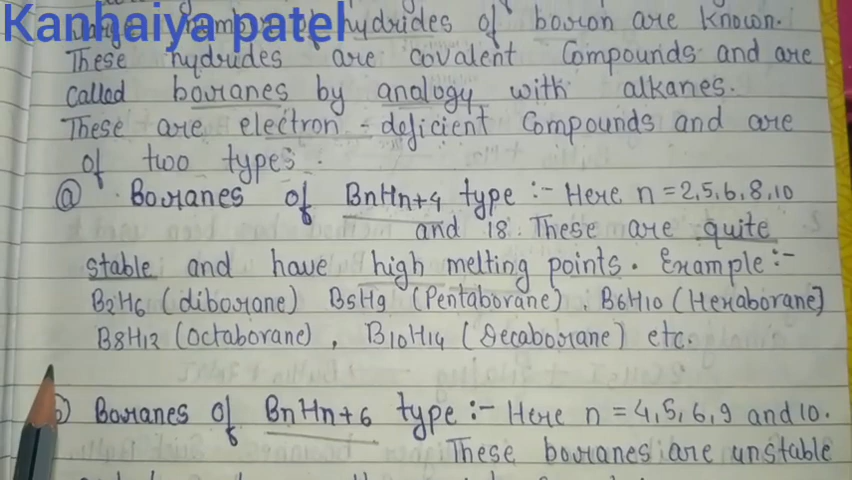 Kanhaiya patel
hydrides of boron are known.
These hydrides are covalent compounds and are
called boranes by analogy with alkanes.
These are electron-deficient compounds and are
of two types.
(a) Boranes of BnHn+4 type :- Here n = 2,5,6,8,10
and 18. These are quite
stable and have high melting points. Example:-
B2H6 (diborane) B5H9 (Pentaborane), B6H10 (Hexaborane)
B8H12 (Octaborane), B10H14 (Decaborane) etc.
b) Boranes of BnHn+6 type :- Here n = 4,5,6,9 and 10.
These boranes are unstable